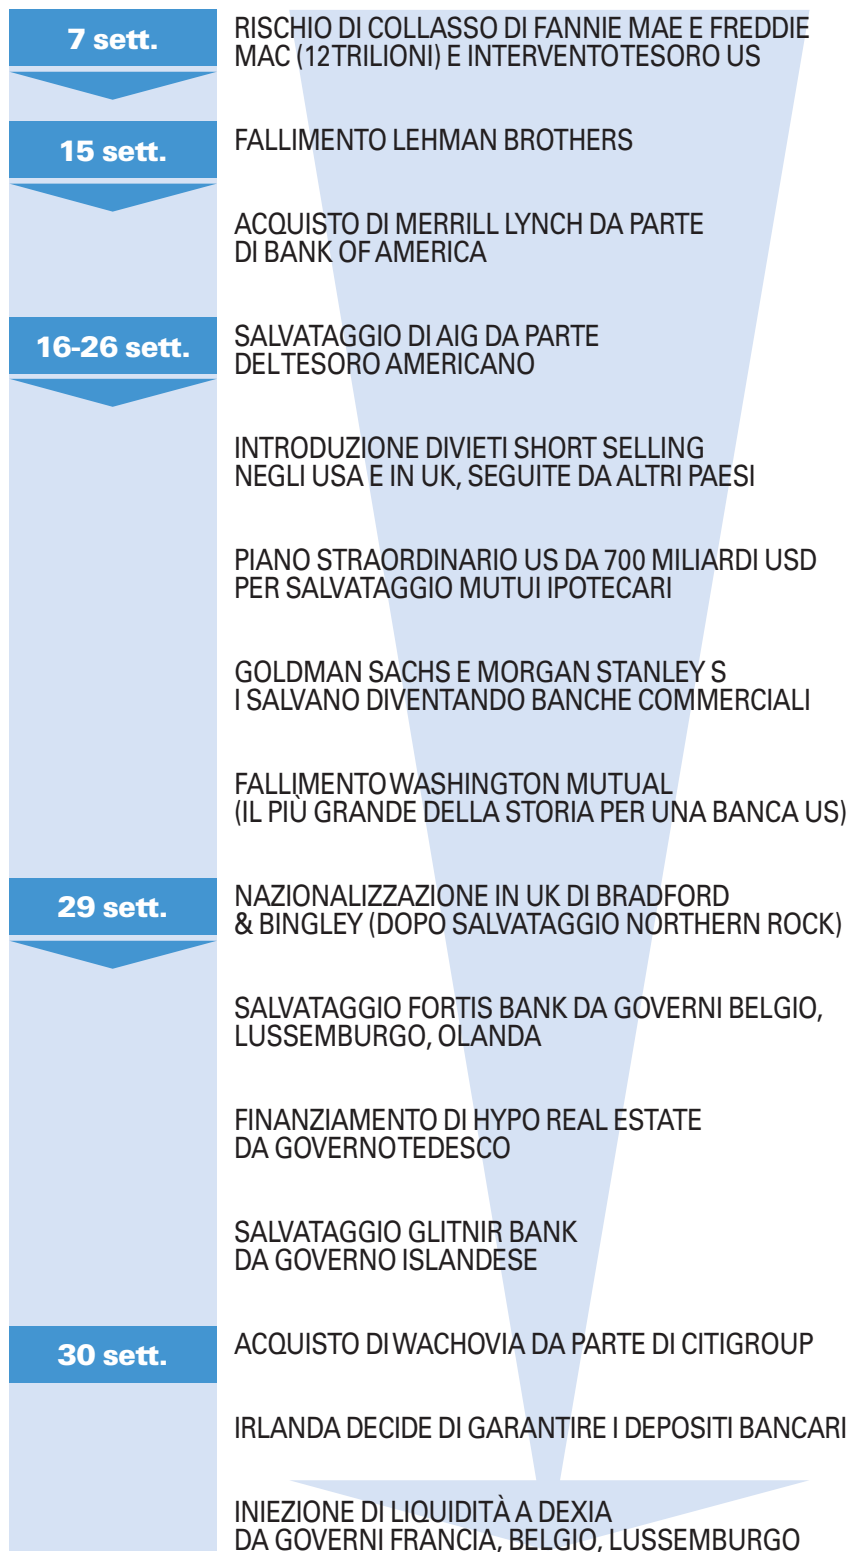 7 sett.
RISCHIO DI COLLASSO DI FANNIE MAE E FREDDIE
MAC (12 TRILIONI) E INTERVENTO TESORO US
15 sett.
FALLIMENTO LEHMAN BROTHERS
ACQUISTO DI MERRILL LYNCH DA PARTE
DI BANK OF AMERICA
16-26 sett.
SALVATAGGIO DI AIG DA PARTE
DEL TESORO AMERICANO
INTRODUZIONE DIVIETI SHORT SELLING
NEGLI USA E IN UK, SEGUITE DA ALTRI PAESI
PIANO STRAORDINARIO US DA 700 MILIARDI USD
PER SALVATAGGIO MUTUI IPOTECARI
GOLDMAN SACHS E MORGAN STANLEY S
I SALVANO DIVENTANDO BANCHE COMMERCIALI
FALLIMENTO WASHINGTON MUTUAL
(IL PIÙ GRANDE DELLA STORIA PER UNA BANCA US)
29 sett.
NAZIONALIZZAZIONE IN UK DI BRADFORD
& BINGLEY (DOPO SALVATAGGIO NORTHERN ROCK)
SALVATAGGIO FORTIS BANK DA GOVERNI BELGIO,
LUSSEMBURGO, OLANDA
FINANZIAMENTO DI HYPO REAL ESTATE
DA GOVERNO TEDESCO
SALVATAGGIO GLITNIR BANK
DA GOVERNO ISLANDESE
30 sett.
ACQUISTO DI WACHOVIA DA PARTE DI CITIGROUP
IRLANDA DECIDE DI GARANTIRE I DEPOSITI BANCARI
INIEZIONE DI LIQUIDITÀ A DEXIA
DA GOVERNI FRANCIA, BELGIO, LUSSEMBURGO